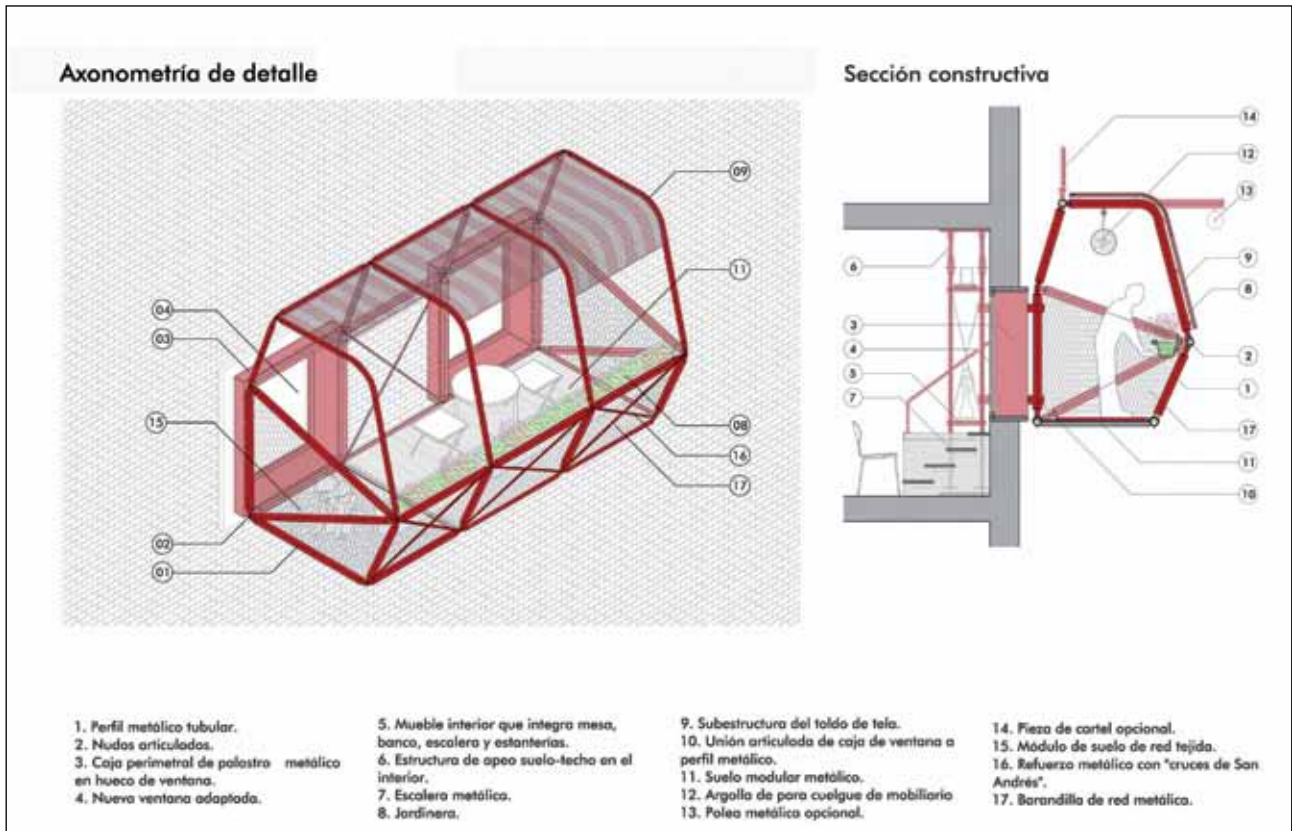 Axonometría de detalle
Sección constructiva
09
11
04
03
15
08
16
17
02
01
14
12
13
6
9
8
3
4
2
5
1
7
17
11
10
1. Perfil metálico tubular.
2. Nudos articulados.
3. Caja perimetral de palastro metálico
en hueco de ventana.
4. Nueva ventana adaptada.
5. Mueble interior que integra mesa,
banco, escalera y estanterías.
6. Estructura de apeo suelo-techo en el
interior.
7. Escalera metálica.
8. Jardinera.
9. Subestructura del toldo de tela.
10. Unión articulada de caja de ventana a
perfil metálico.
11. Suelo modular metálico.
12. Argolla de para cuelgue de mobiliario
13. Polea metálica opcional.
14. Pieza de cartel opcional.
15. Módulo de suelo de red tejida.
16. Refuerzo metálico con "cruces de San
Andrés".
17. Barandilla de red metálica.